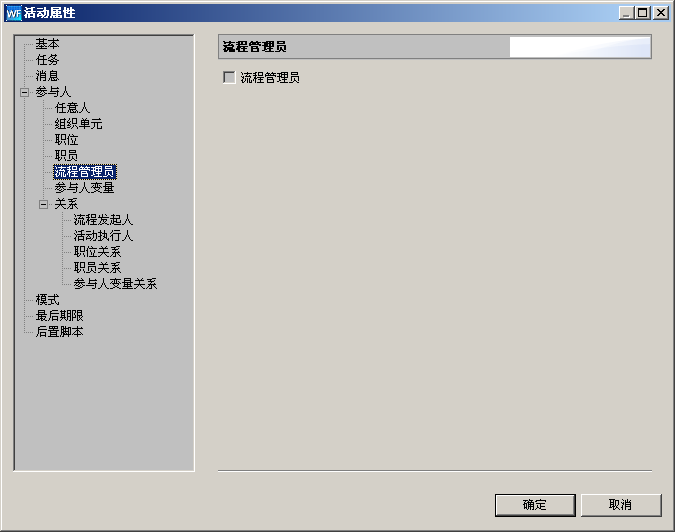 WF 活动属性
基本
任务
消息
参与人
任意人
组织单元
职位
职员
流程管理员
参与人变量
关系
流程发起人
活动执行人
职位关系
职员关系
参与人变量关系
模式
最后期限
后置脚本
流程管理员
流程管理员
确定
取消